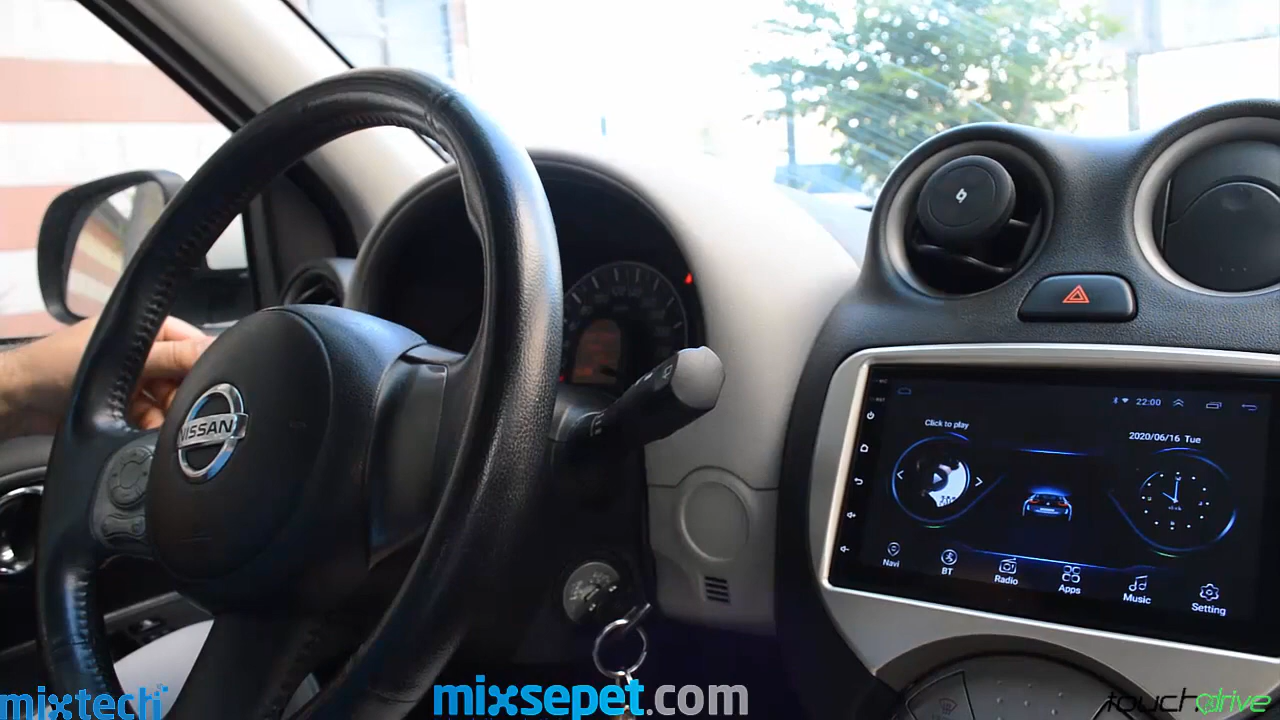 22:00
Click to play
2020/06/16 Tue
NISSAN
Navi
BT
Radio
Apps
Music
Setting
mixtech
mixsepet.com
touchdrive